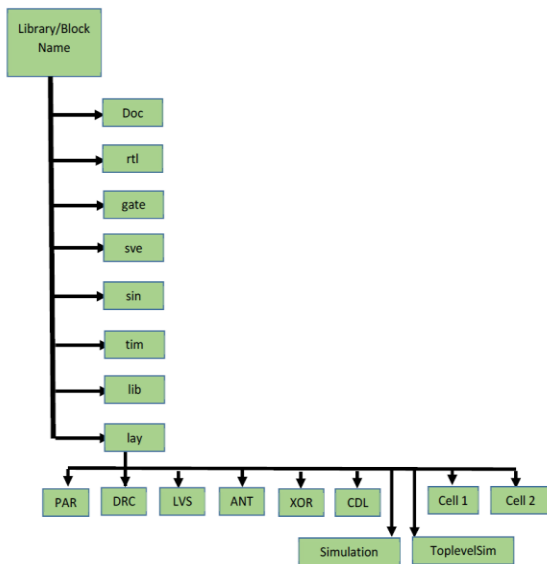 Library/Block
Name
Doc
rtl
gate
sve
sin
tim
lib
lay
PAR
DRC
LVS
ANT
XOR
CDL
Cell 1
Cell 2
Simulation
ToplevelSim